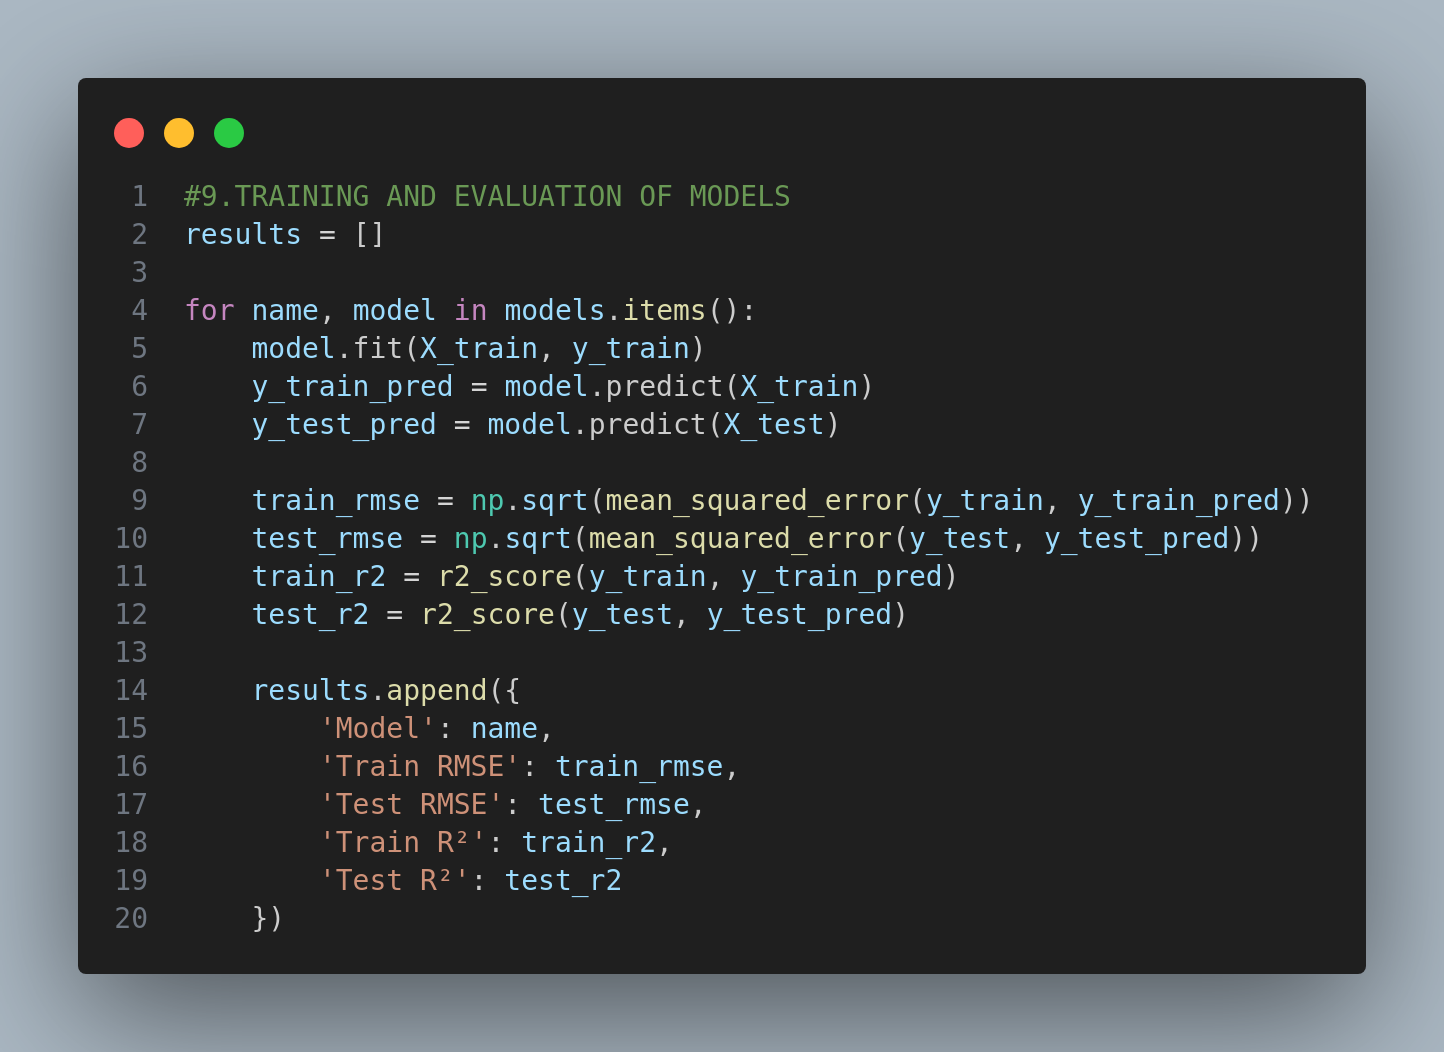 1 #9.TRAINING AND EVALUATION OF MODELS
2 results = []
3
4 for name, model in models.items():
5     model.fit(X_train, y_train)
6     y_train_pred = model.predict(X_train)
7     y_test_pred = model.predict(X_test)
8
9     train_rmse = np.sqrt(mean_squared_error(y_train, y_train_pred))
10     test_rmse = np.sqrt(mean_squared_error(y_test, y_test_pred))
11     train_r2 = r2_score(y_train, y_train_pred)
12     test_r2 = r2_score(y_test, y_test_pred)
13
14     results.append({
15         'Model': name,
16         'Train RMSE': train_rmse,
17         'Test RMSE': test_rmse,
18         'Train R²': train_r2,
19         'Test R²': test_r2
20     })